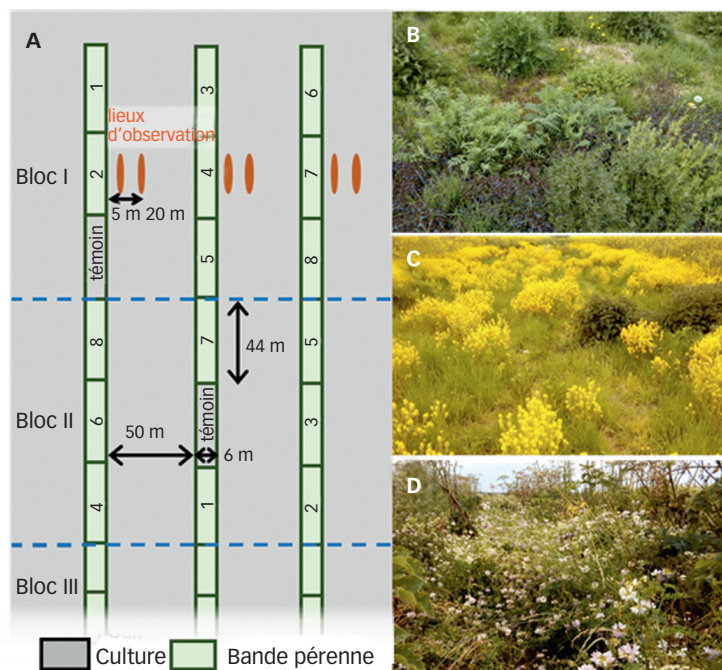 A
B
1
3
6
lieux
d'observation
Bloc I
2
4
7
5 m 20 m
témoin
5
8
C
8
7
5
44 m
Bloc II
6
témoin
3
50 m
6 m
4
1
2
D
Bloc III
Culture
Bande pérenne